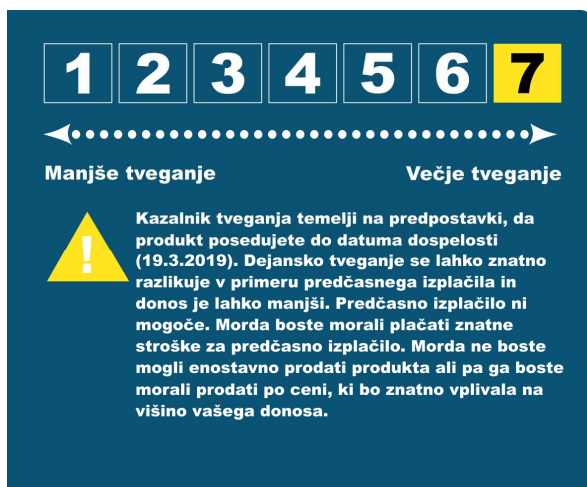 1 2 3 4 5 6 7
Manjše tveganje Večje tveganje
! Kazalnik tveganja temelji na predpostavki, da
produkt posedujete do datuma dospelosti
(19.3.2019). Dejansko tveganje se lahko znatno
razlikuje v primeru predčasnega izplačila in
donos je lahko manjši. Predčasno izplačilo ni
mogoče. Morda boste morali plačati znatne
stroške za predčasno izplačilo. Morda ne boste
mogli enostavno prodati produkta ali pa ga boste
morali prodati po ceni, ki bo znatno vplivala na
višino vašega donosa.